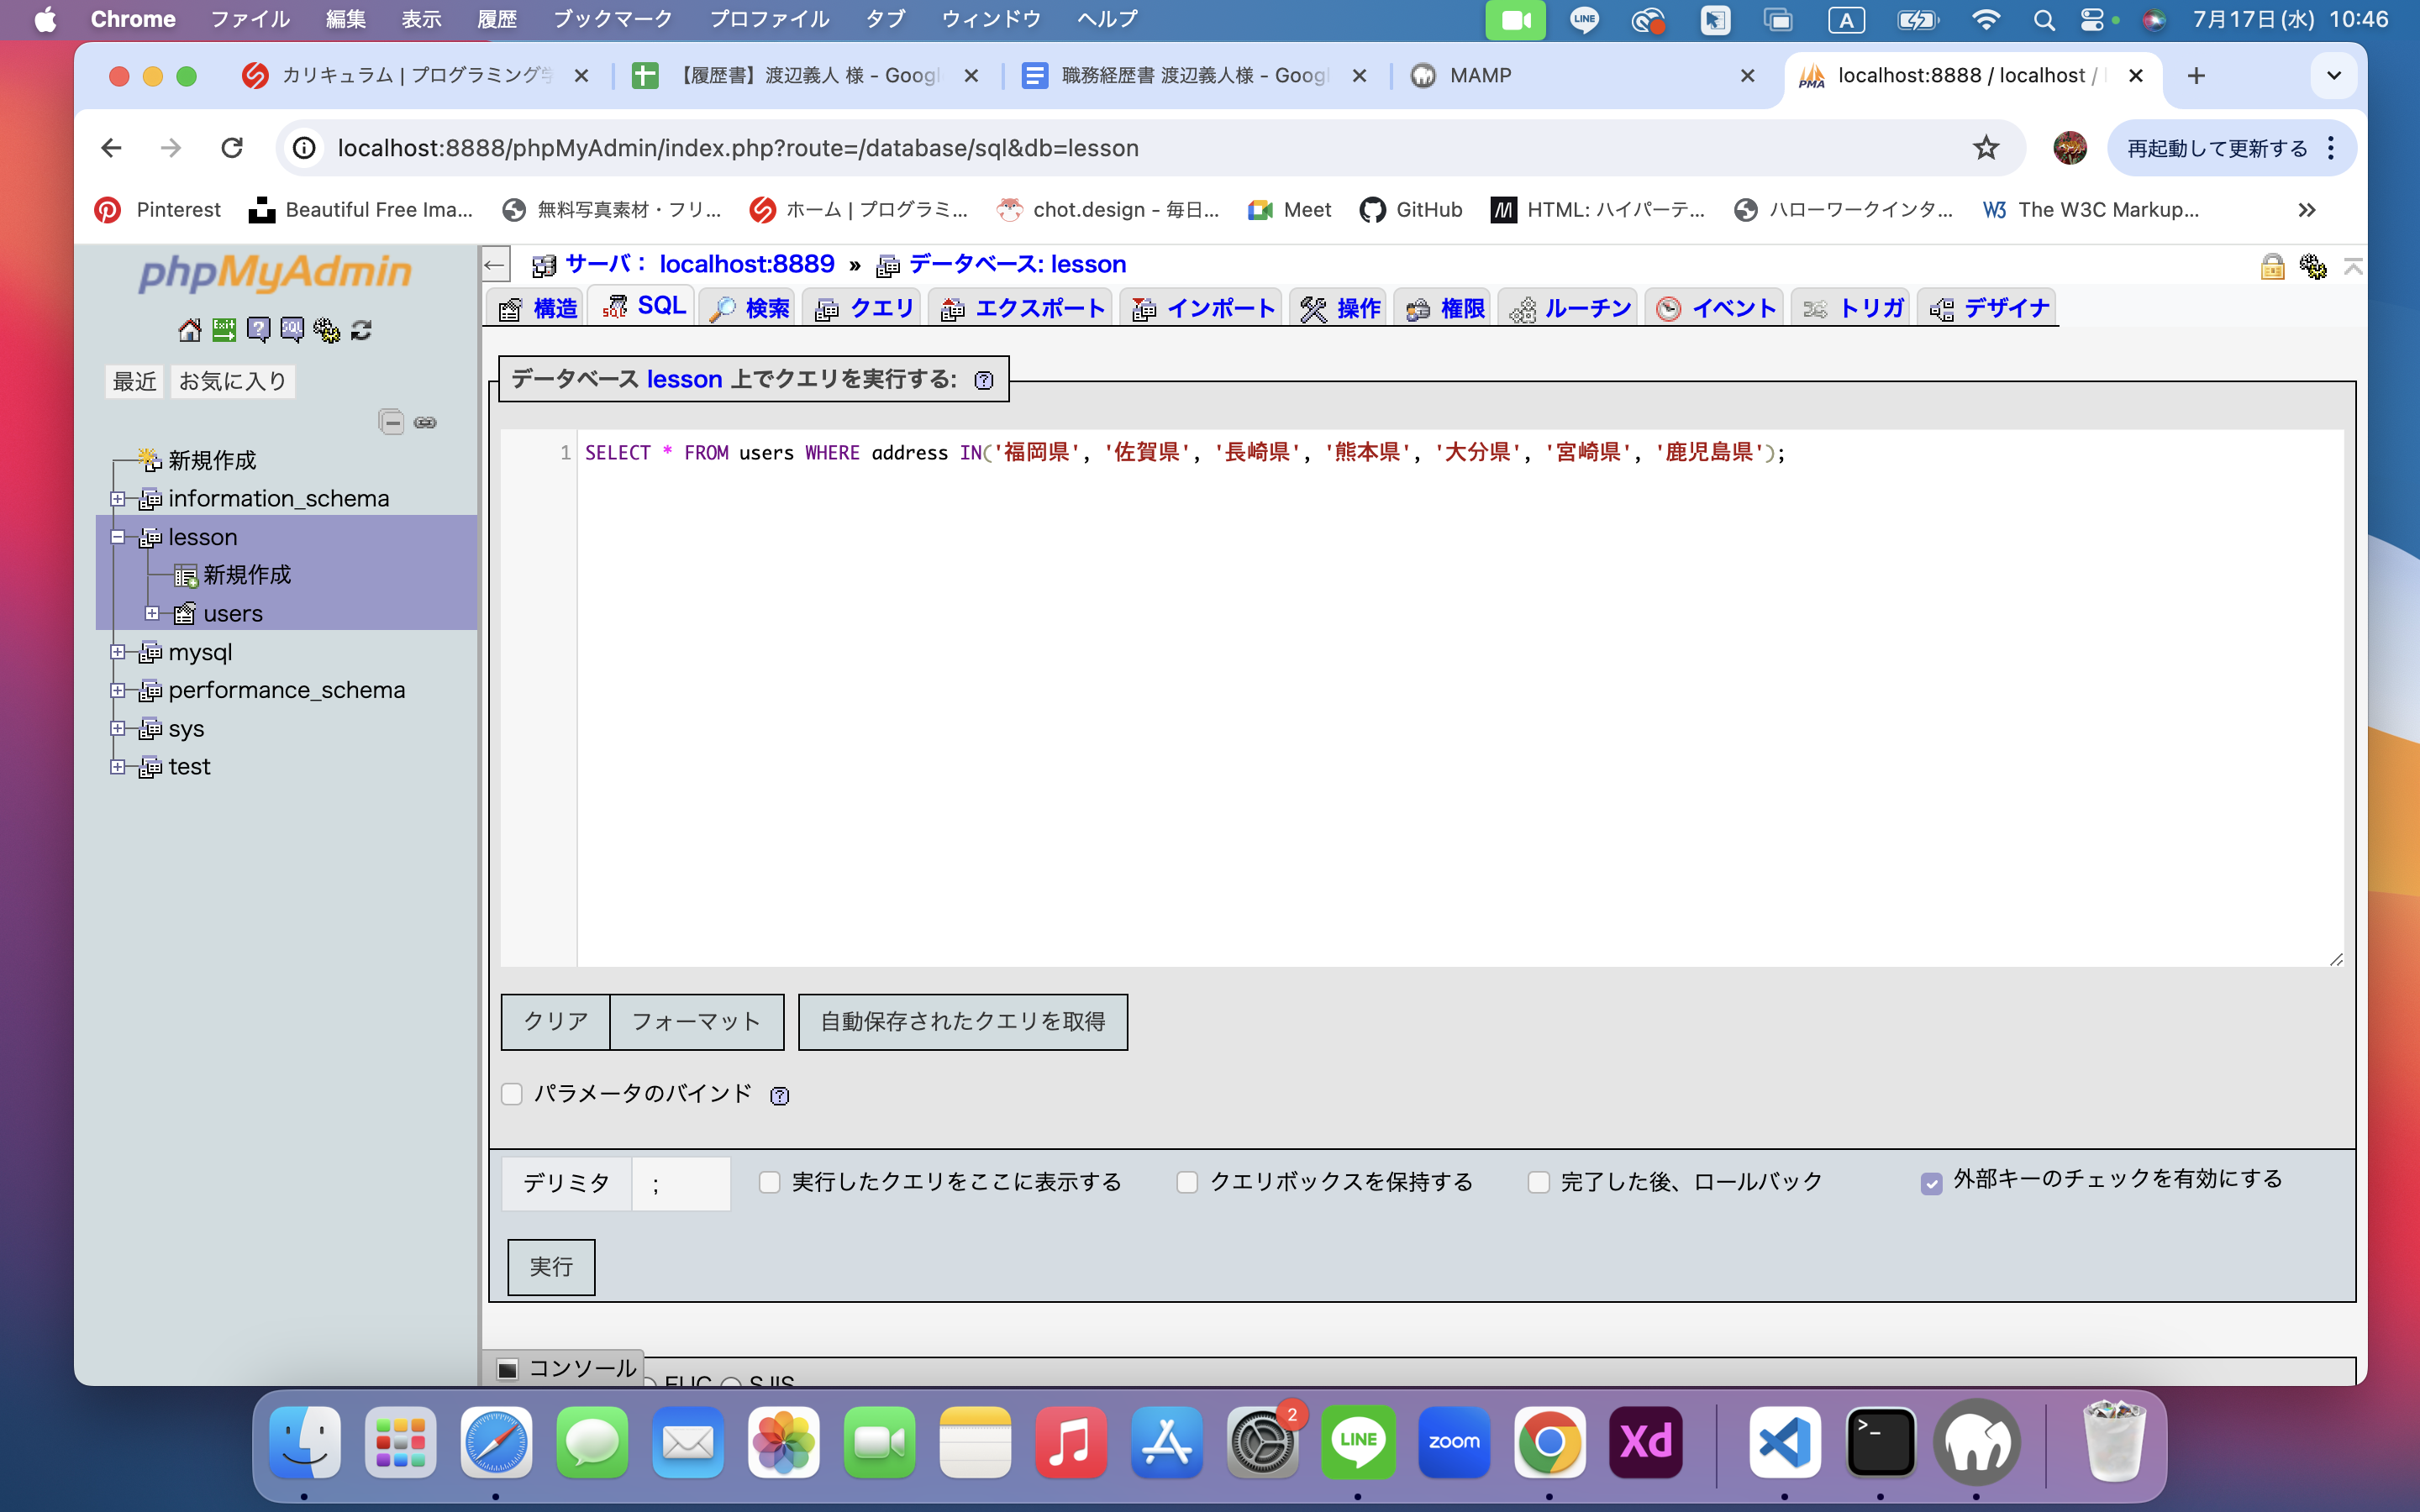 Chrome ファイル 編集 表示 履歴 ブックマーク プロファイル タブ ウィンドウ ヘルプ LINE A 7月17日(水) 10:46
カリキュラム | プログラミング学 【履歴書】渡辺義人 様 - Googl 職務経歴書 渡辺義人様 - Googl MAMP PMA localhost:8888 / localhost /
localhost:8888/phpMyAdmin/index.php?route=/database/sql&db=lesson 再起動して更新する
Pinterest Beautiful Free Ima... 無料写真素材・フリ... ホーム | プログラミ... chot.design - 毎日... Meet GitHub HTML: ハイパーテ... ハローワークインタ... W3 The W3C Markup... »
phpMyAdmin
最近 お気に入り
新規作成
information_schema
lesson
新規作成
users
mysql
performance_schema
sys
test
← サーバ: localhost:8889 » データベース: lesson
構造 SQL 検索 クエリ エクスポート インポート 操作 権限 ルーチン イベント トリガ デザイナ
データベース lesson 上でクエリを実行する:
1 SELECT * FROM users WHERE address IN('福岡県', '佐賀県', '長崎県', '熊本県', '大分県', '宮崎県', '鹿児島県');
クリア フォーマット 自動保存されたクエリを取得
パラメータのバインド
デリミタ ; 実行したクエリをここに表示する クエリボックスを保持する 完了した後、ロールバック 外部キーのチェックを有効にする
実行
コンソール EUC SJIS
2 LINE zoom Xd